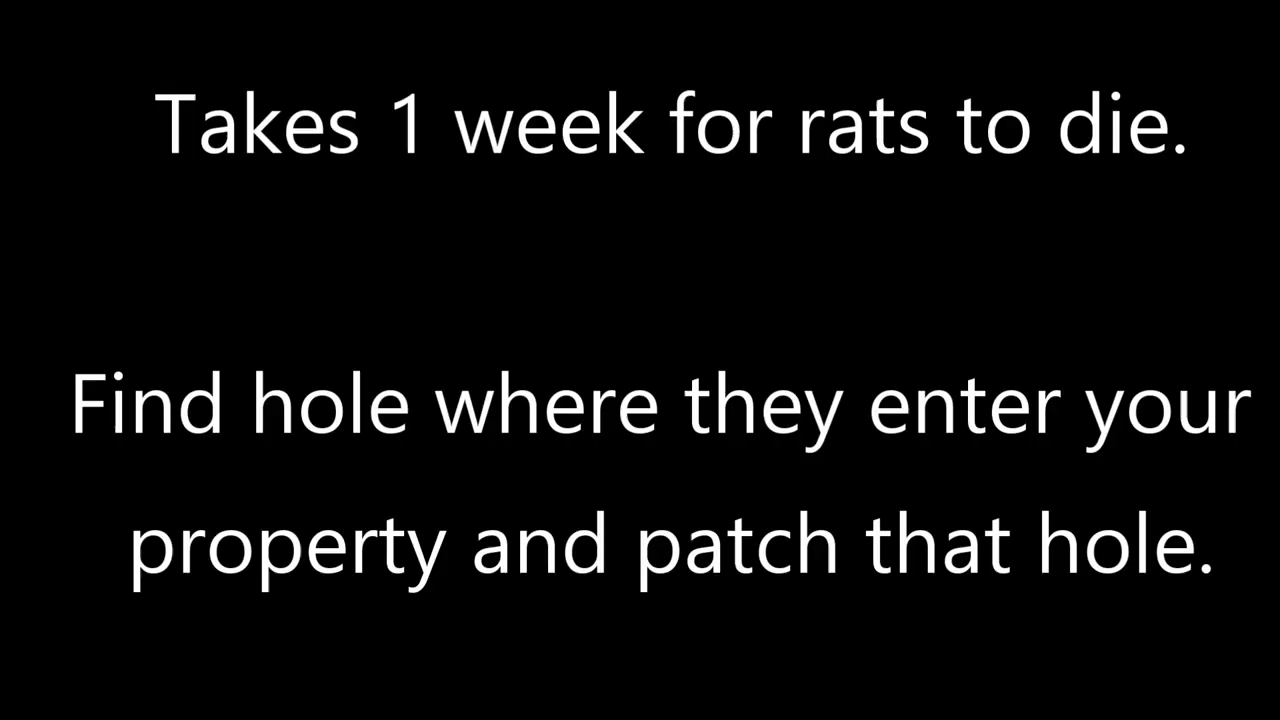 Takes 1 week for rats to die.
Find hole where they enter your
property and patch that hole.